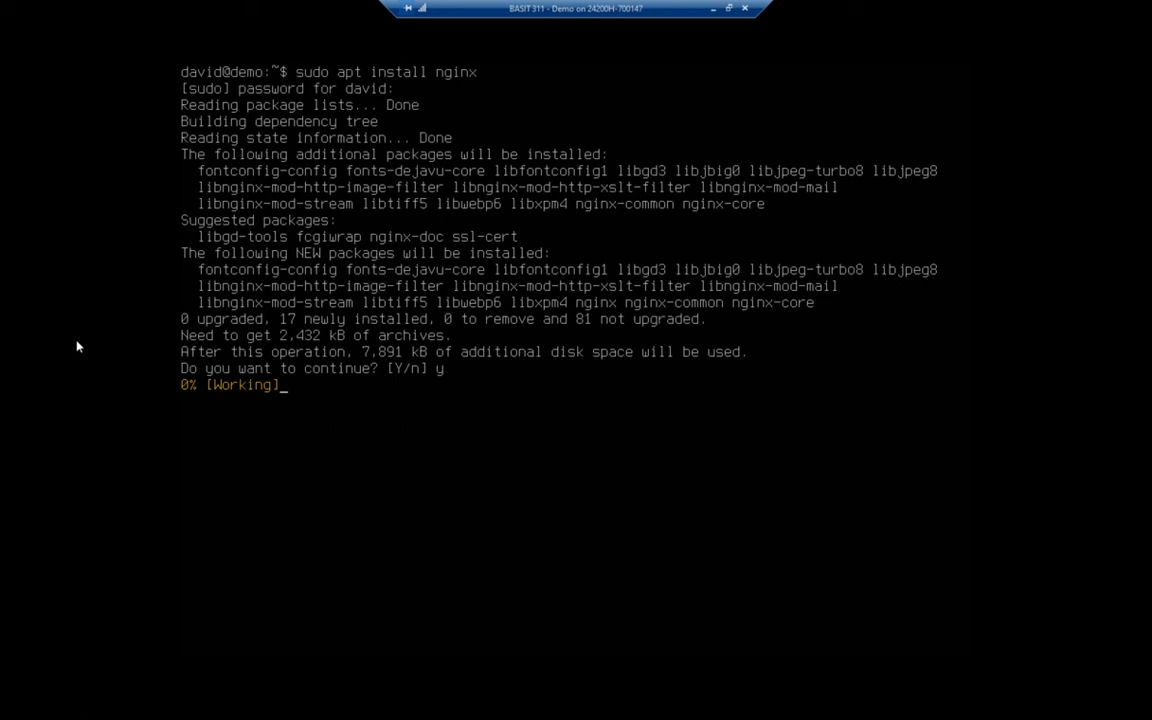 BASIT 311 - Demo on 24200H-700147
david@demo:~$ sudo apt install nginx
[sudo] password for david:
Reading package lists... Done
Building dependency tree
Reading state information... Done
The following additional packages will be installed:
fontconfig-config fonts-dejavu-core libfontconfig1 libgd3 libjbig0 libjpeg-turbo8 libjpeg8
libnginx-mod-http-image-filter libnginx-mod-http-xslt-filter libnginx-mod-mail
libnginx-mod-stream libtiff5 libwebp6 libxpm4 nginx-common nginx-core
Suggested packages:
libgd-tools fcgiwrap nginx-doc ssl-cert
The following NEW packages will be installed:
fontconfig-config fonts-dejavu-core libfontconfig1 libgd3 libjbig0 libjpeg-turbo8 libjpeg8
libnginx-mod-http-image-filter libnginx-mod-http-xslt-filter libnginx-mod-mail
libnginx-mod-stream libtiff5 libwebp6 libxpm4 nginx nginx-common nginx-core
0 upgraded, 17 newly installed, 0 to remove and 81 not upgraded.
Need to get 2,432 kB of archives.
After this operation, 7,891 kB of additional disk space will be used.
Do you want to continue? [Y/n] y
0% [Working]_